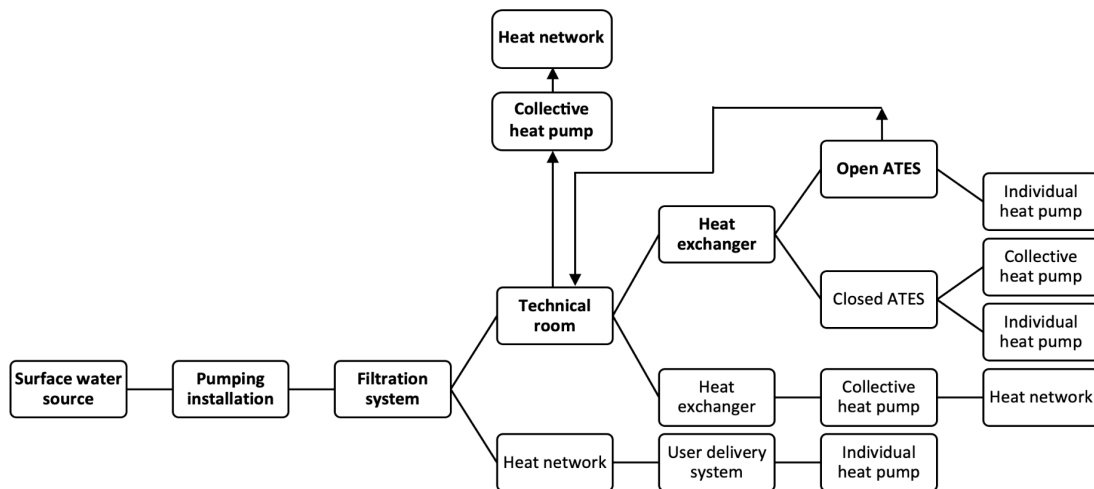 Heat network
Collective
heat pump
Open ATES
Individual
heat pump
Heat
exchanger
Collective
heat pump
Closed ATES
Technical
room
Individual
heat pump
Surface water
source
Pumping
installation
Filtration
system
Heat
exchanger
Collective
heat pump
Heat network
Heat network
User delivery
system
Individual
heat pump